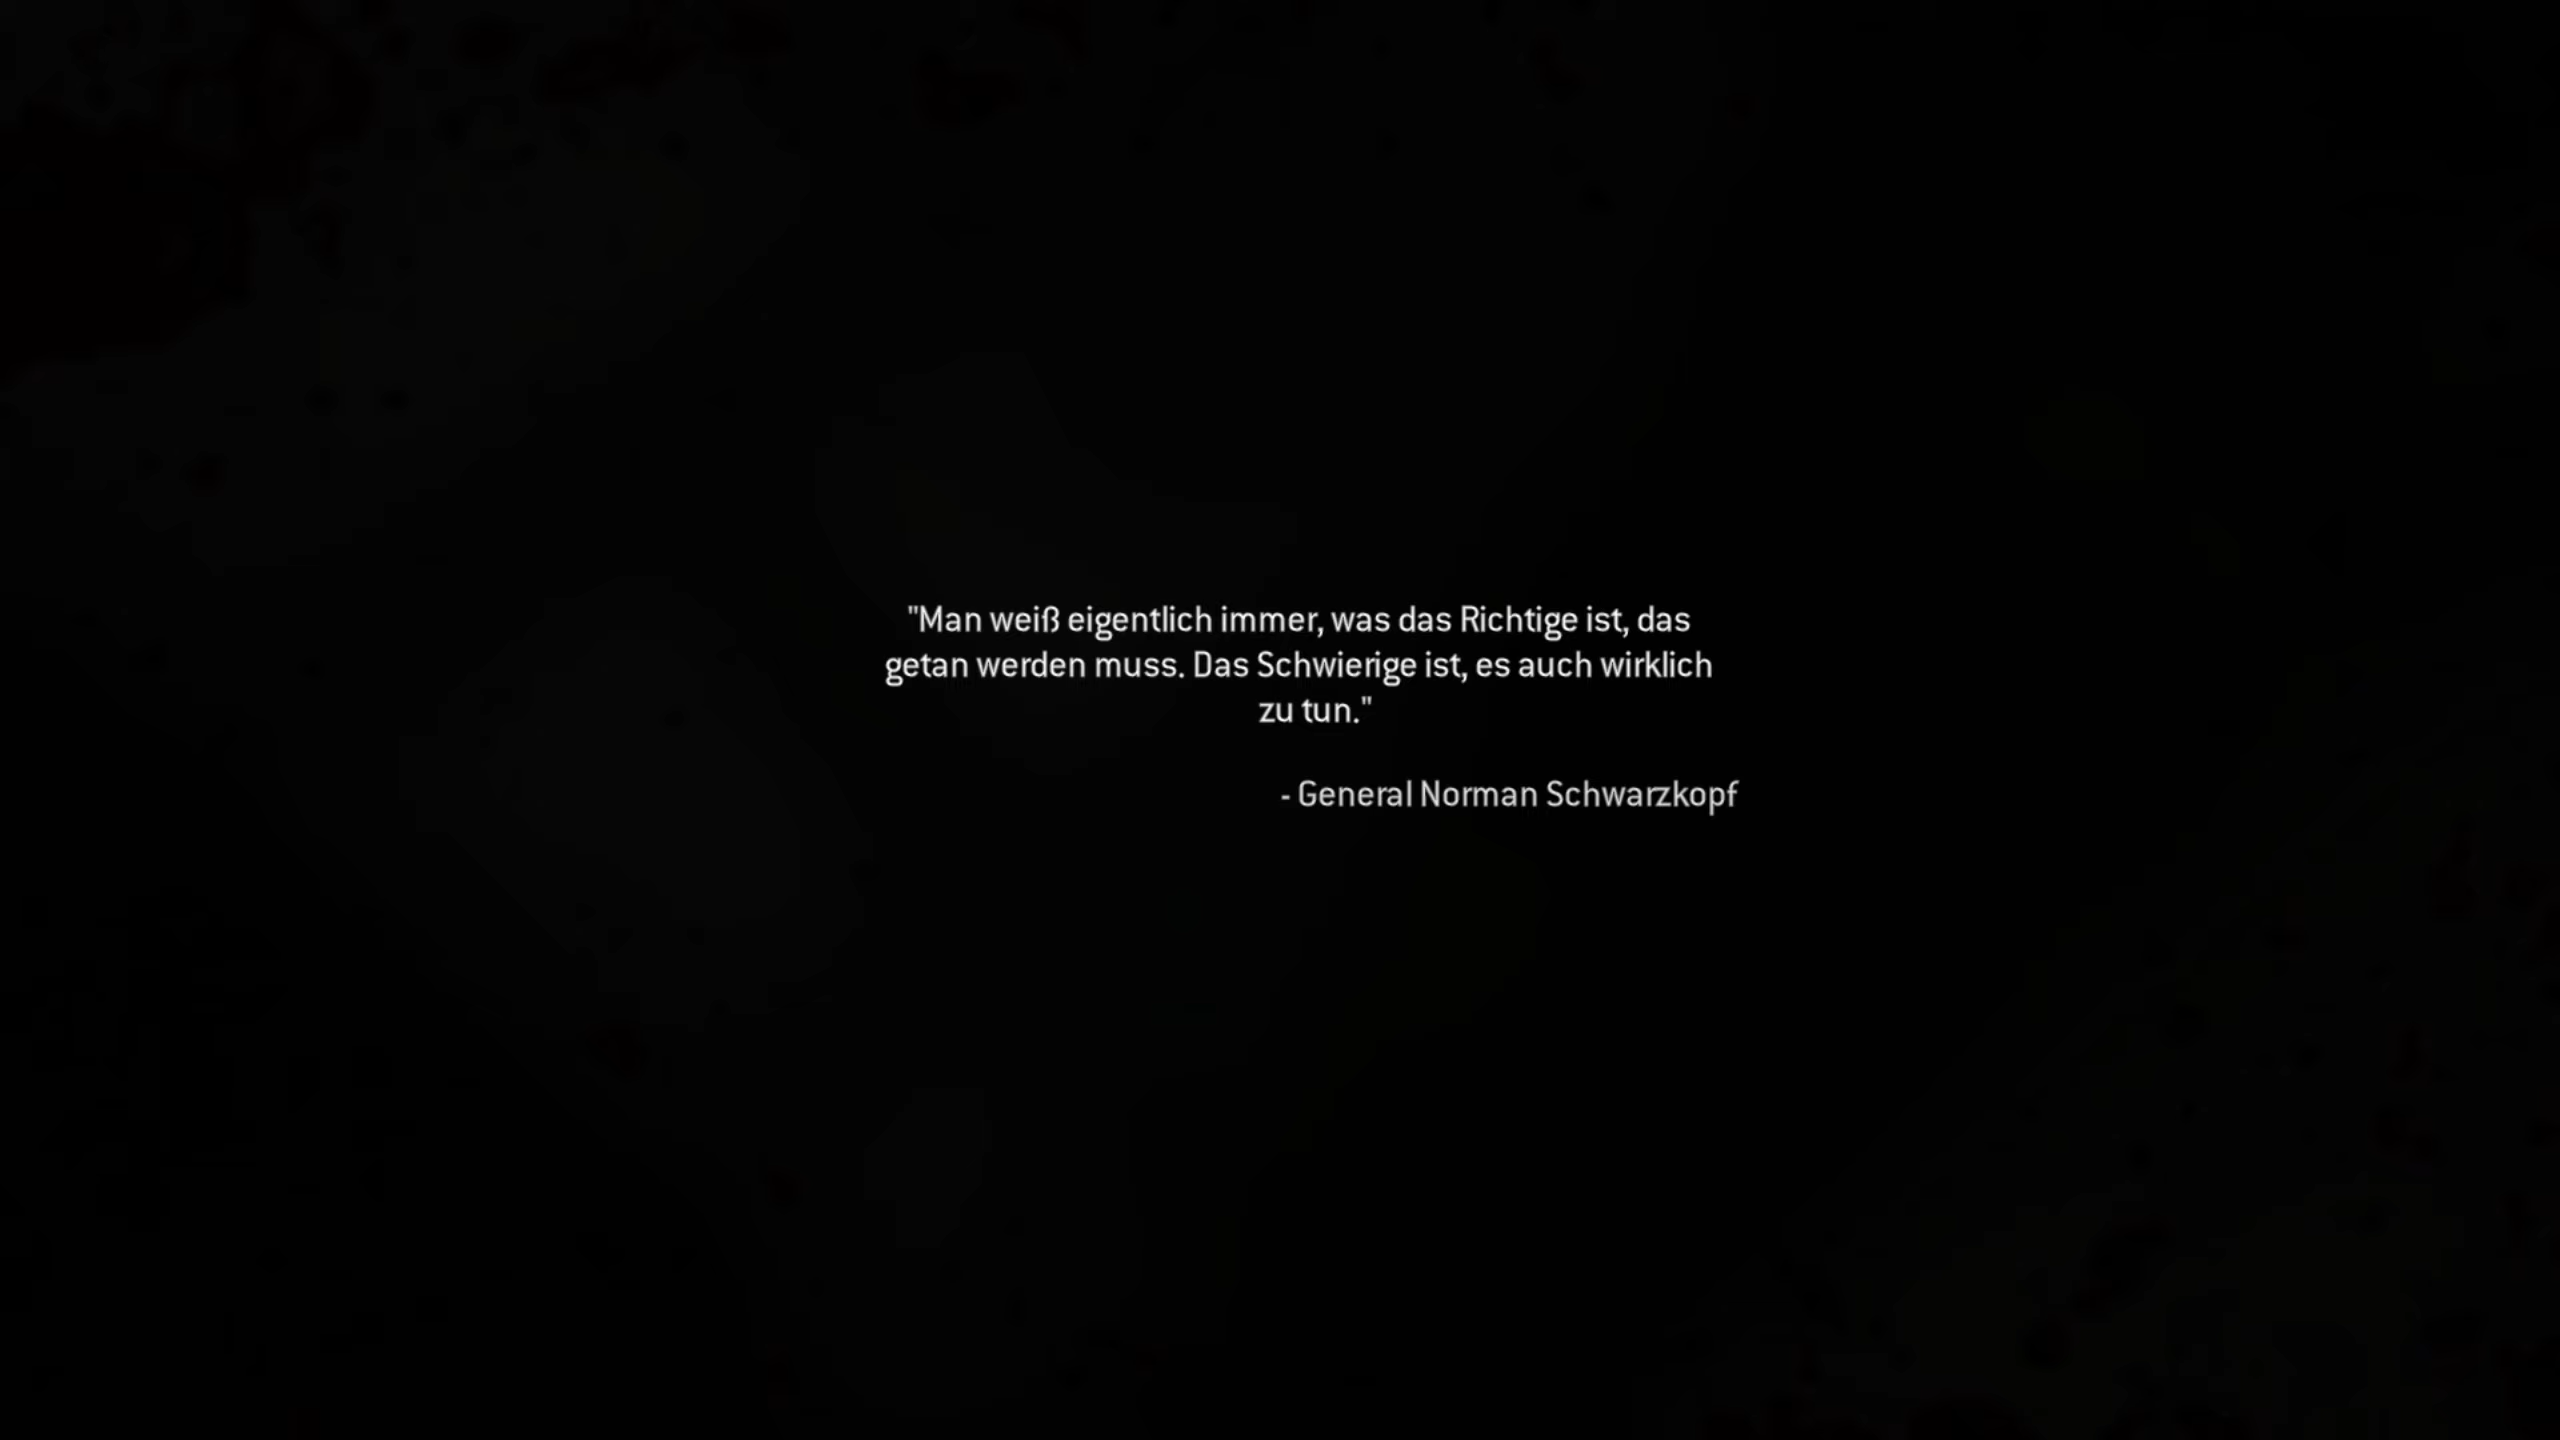 "Man weiß eigentlich immer, was das Richtige ist, das
getan werden muss. Das Schwierige ist, es auch wirklich
zu tun."
- General Norman Schwarzkopf